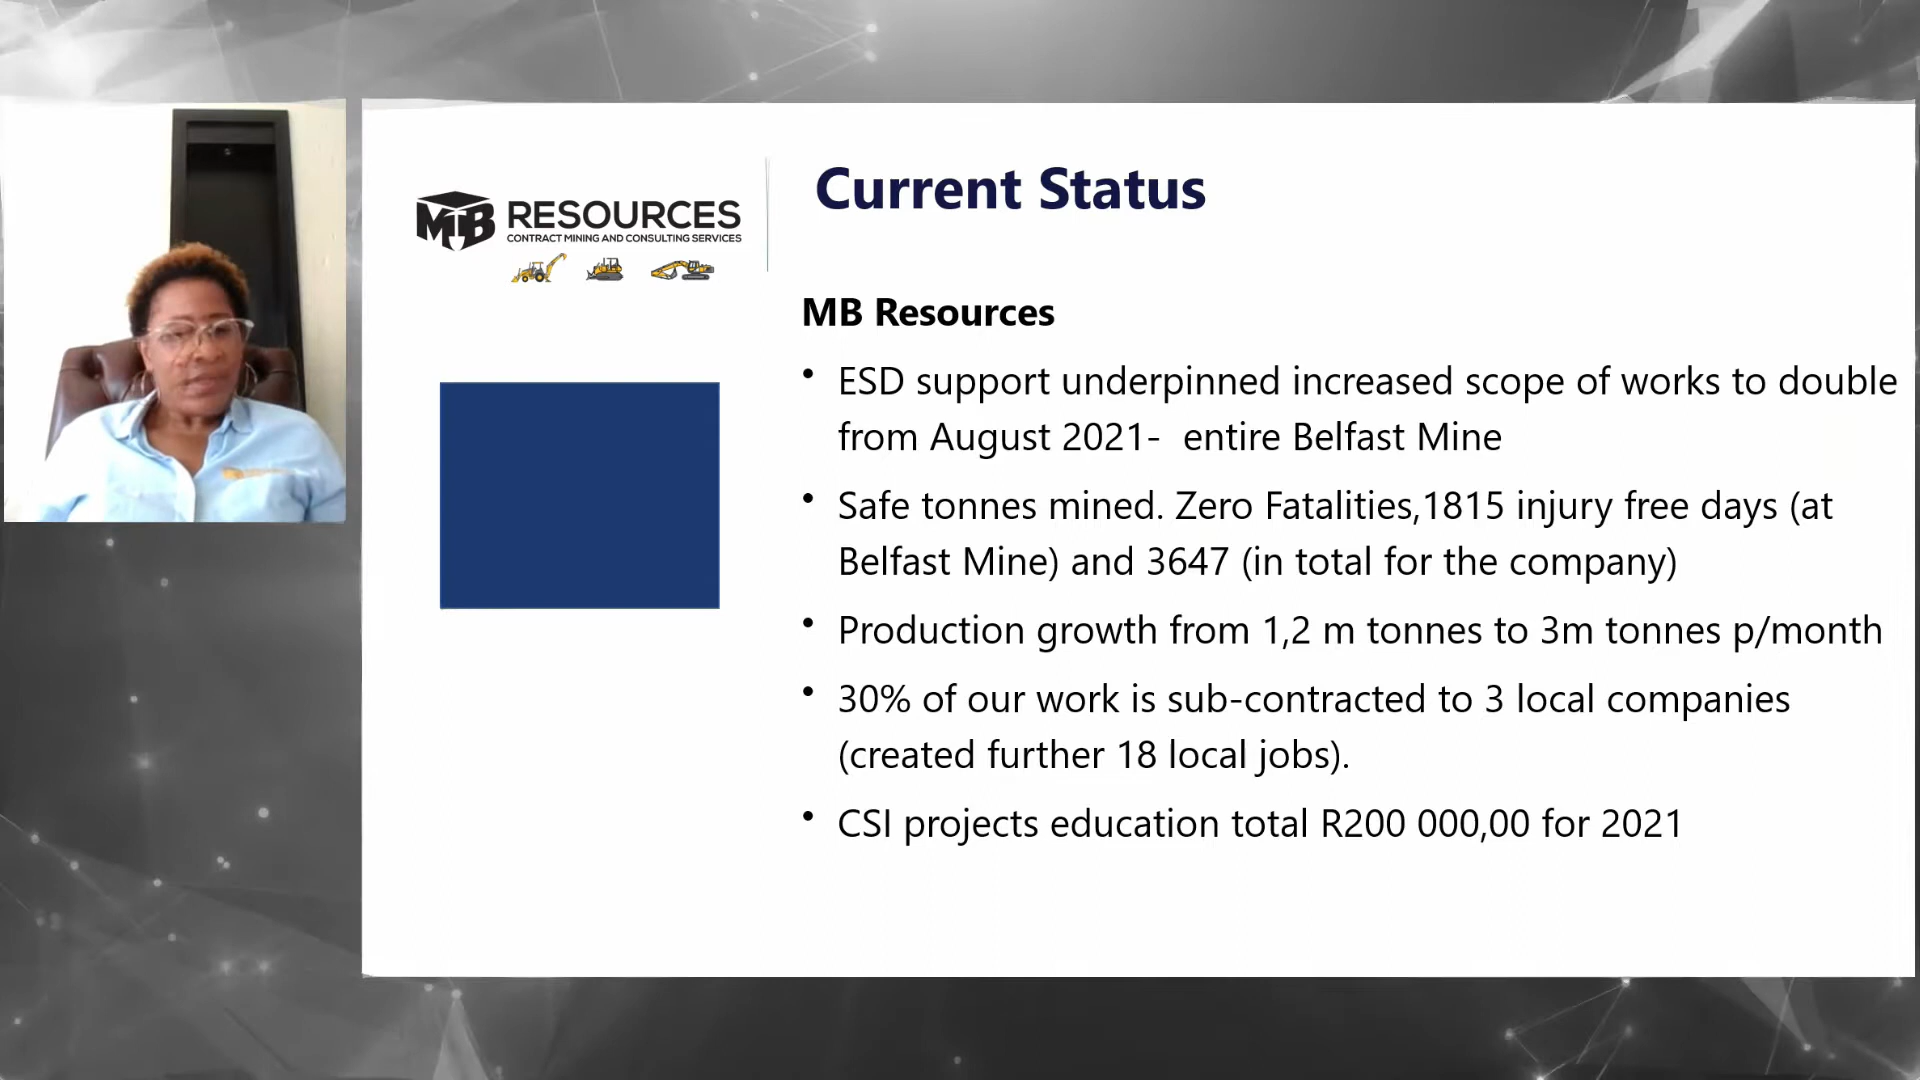 MB RESOURCES
CONTRACT MINING AND CONSULTING SERVICES
Current Status
MB Resources
• ESD support underpinned increased scope of works to double
from August 2021-  entire Belfast Mine
• Safe tonnes mined. Zero Fatalities,1815 injury free days (at
Belfast Mine) and 3647 (in total for the company)
• Production growth from 1,2 m tonnes to 3m tonnes p/month
• 30% of our work is sub-contracted to 3 local companies
(created further 18 local jobs).
• CSI projects education total R200 000,00 for 2021